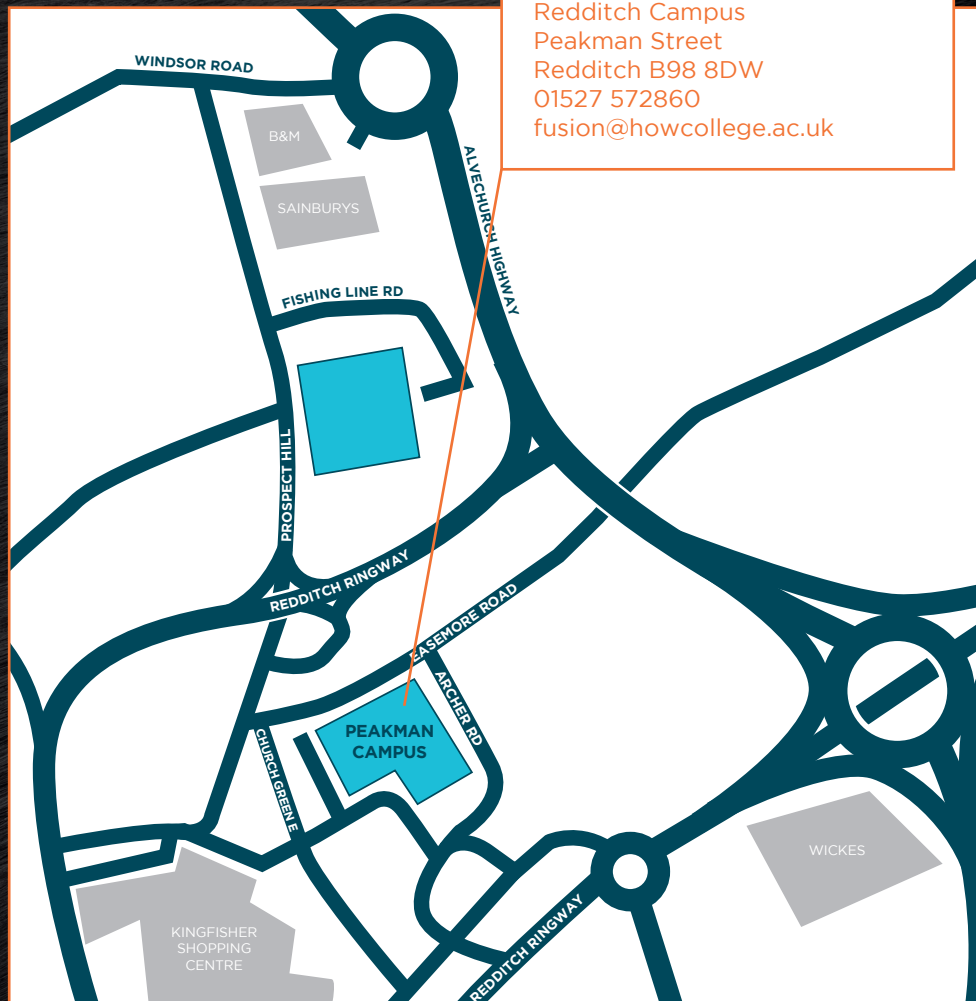 Redditch Campus
Peakman Street
Redditch B98 8DW
01527 572860
fusion@howcollege.ac.uk
WINDSOR ROAD
B&M
ALVECHURCH HIGHWAY
SAINBURYS
FISHING LINE RD
PROSPECT HILL
REDDITCH RINGWAY
EASEMORE ROAD
ARCHER RD
PEAKMAN
CAMPUS
CHURCH GREEN E
WICKES
KINGFISHER
SHOPPING
CENTRE
REDDITCH RINGWAY